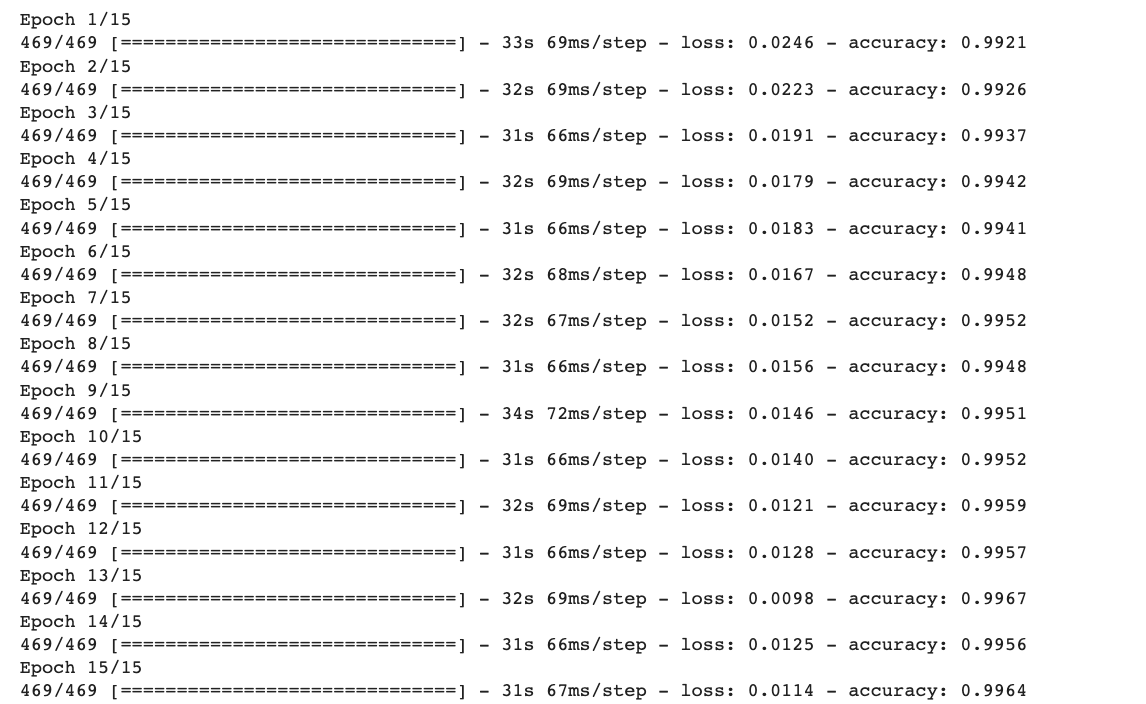 Epoch 1/15
469/469 [==============================] - 33s 69ms/step - loss: 0.0246 - accuracy: 0.9921
Epoch 2/15
469/469 [==============================] - 32s 69ms/step - loss: 0.0223 - accuracy: 0.9926
Epoch 3/15
469/469 [==============================] - 31s 66ms/step - loss: 0.0191 - accuracy: 0.9937
Epoch 4/15
469/469 [==============================] - 32s 69ms/step - loss: 0.0179 - accuracy: 0.9942
Epoch 5/15
469/469 [==============================] - 31s 66ms/step - loss: 0.0183 - accuracy: 0.9941
Epoch 6/15
469/469 [==============================] - 32s 68ms/step - loss: 0.0167 - accuracy: 0.9948
Epoch 7/15
469/469 [==============================] - 32s 67ms/step - loss: 0.0152 - accuracy: 0.9952
Epoch 8/15
469/469 [==============================] - 31s 66ms/step - loss: 0.0156 - accuracy: 0.9948
Epoch 9/15
469/469 [==============================] - 34s 72ms/step - loss: 0.0146 - accuracy: 0.9951
Epoch 10/15
469/469 [==============================] - 31s 66ms/step - loss: 0.0140 - accuracy: 0.9952
Epoch 11/15
469/469 [==============================] - 32s 69ms/step - loss: 0.0121 - accuracy: 0.9959
Epoch 12/15
469/469 [==============================] - 31s 66ms/step - loss: 0.0128 - accuracy: 0.9957
Epoch 13/15
469/469 [==============================] - 32s 69ms/step - loss: 0.0098 - accuracy: 0.9967
Epoch 14/15
469/469 [==============================] - 31s 66ms/step - loss: 0.0125 - accuracy: 0.9956
Epoch 15/15
469/469 [==============================] - 31s 67ms/step - loss: 0.0114 - accuracy: 0.9964